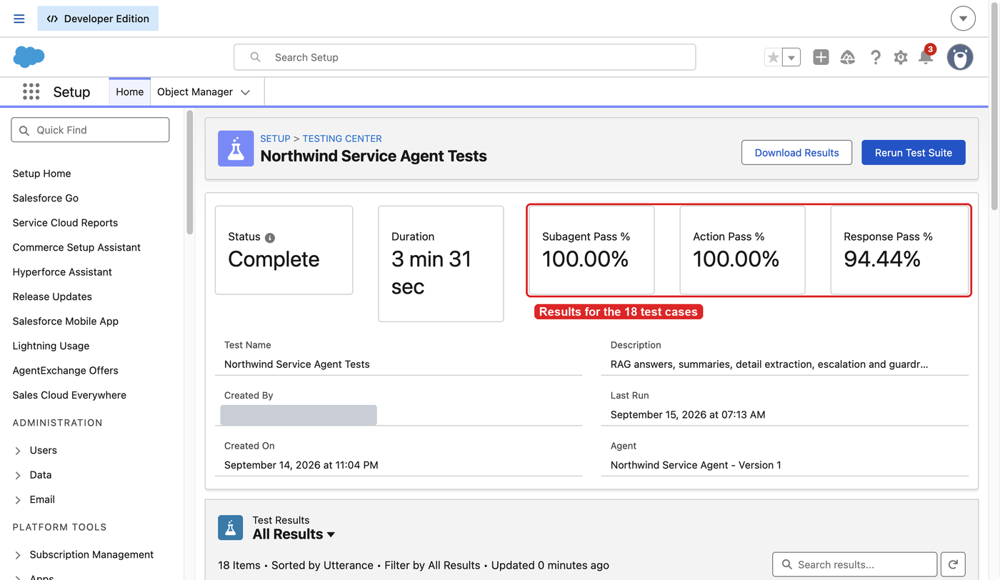 Developer Edition
Search Setup
3
Setup
Home
Object Manager
Quick Find
Setup Home
Salesforce Go
Service Cloud Reports
Commerce Setup Assistant
Hyperforce Assistant
Release Updates
Salesforce Mobile App
Lightning Usage
AgentExchange Offers
Sales Cloud Everywhere
ADMINISTRATION
Users
Data
Email
PLATFORM TOOLS
Subscription Management
Apps
SETUP > TESTING CENTER
Northwind Service Agent Tests
Download Results
Rerun Test Suite
Status
Complete
Duration
3 min 31
sec
Subagent Pass %
100.00%
Action Pass %
100.00%
Response Pass %
94.44%
Results for the 18 test cases
Test Name
Northwind Service Agent Tests
Description
RAG answers, summaries, detail extraction, escalation and guardr...
Created By
Last Run
September 15, 2026 at 07:13 AM
Created On
September 14, 2026 at 11:04 PM
Agent
Northwind Service Agent - Version 1
Test Results
All Results
18 Items • Sorted by Utterance • Filter by All Results • Updated 0 minutes ago
Search results...